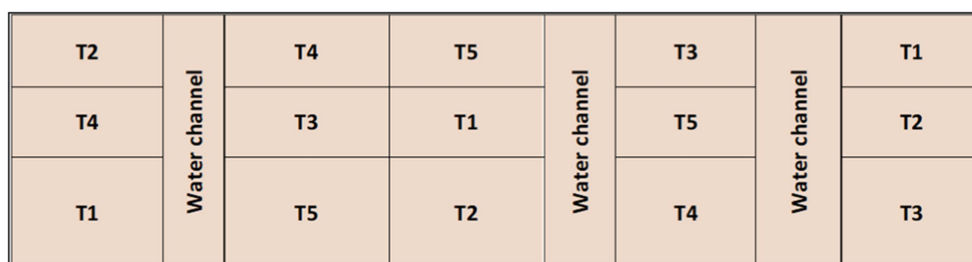 T2 T4 T5 T3 T1
Water channel Water channel Water channel
T4 T3 T1 T5 T2
T1 T5 T2 T4 T3